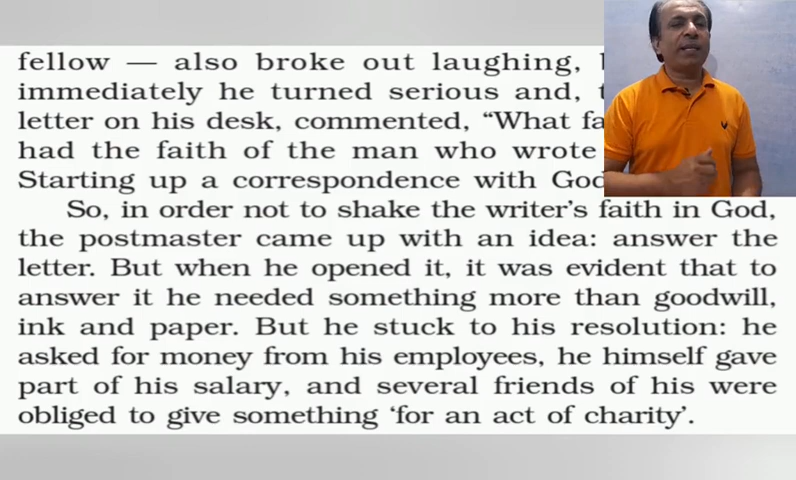 fellow — also broke out laughing,
immediately he turned serious and,
letter on his desk, commented, “What
had the faith of the man who wrote
Starting up a correspondence with God
So, in order not to shake the writer’s faith in God,
the postmaster came up with an idea: answer the
letter. But when he opened it, it was evident that to
answer it he needed something more than goodwill,
ink and paper. But he stuck to his resolution: he
asked for money from his employees, he himself gave
part of his salary, and several friends of his were
obliged to give something ‘for an act of charity’.